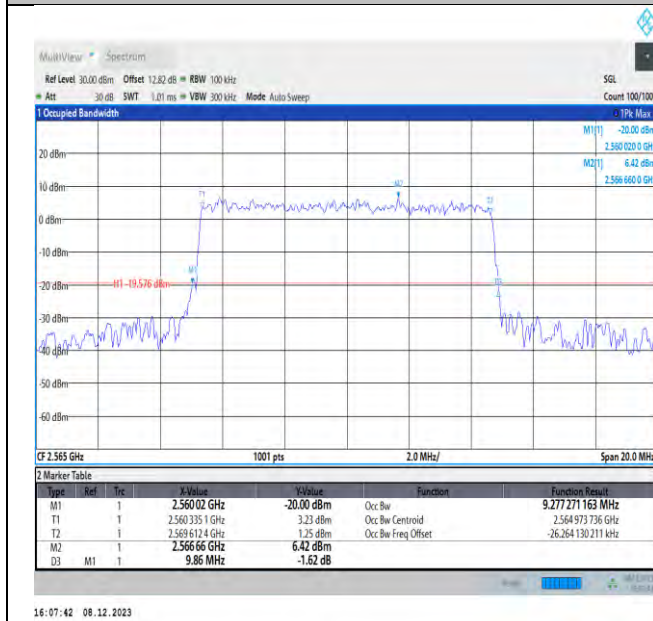 MultiView Spectrum
Ref Level 30.00 dBm Offset 12.82 dB RBW 100 kHz SGL
Att 30 dB SWT 1.01 ms VBW 300 kHz Mode Auto Sweep Count 100/100
1 Occupied Bandwidth 1Pk Max
M1[1] -20.00 dBm
2.560 020 0 GHz
M2[1] 6.42 dBm
2.566 660 0 GHz
20 dBm
10 dBm
T1 M2 T2
0 dBm
-10 dBm
M1
-20 dBm H1 -19.576 dBm D3
-30 dBm
-40 dBm
-50 dBm
-60 dBm
CF 2.565 GHz 1001 pts 2.0 MHz/ Span 20.0 MHz
2 Marker Table
Type Ref Trc X-Value Y-Value Function Function Result
M1 1 2.560 02 GHz -20.00 dBm Occ Bw 9.277 271 163 MHz
T1 1 2.560 335 1 GHz 3.23 dBm Occ Bw Centroid 2.564 973 736 GHz
T2 1 2.569 612 4 GHz 1.25 dBm Occ Bw Freq Offset -26.264 130 211 kHz
M2 1 2.566 66 GHz 6.42 dBm
D3 M1 1 9.86 MHz -1.62 dB
16:07:42 08.12.2023